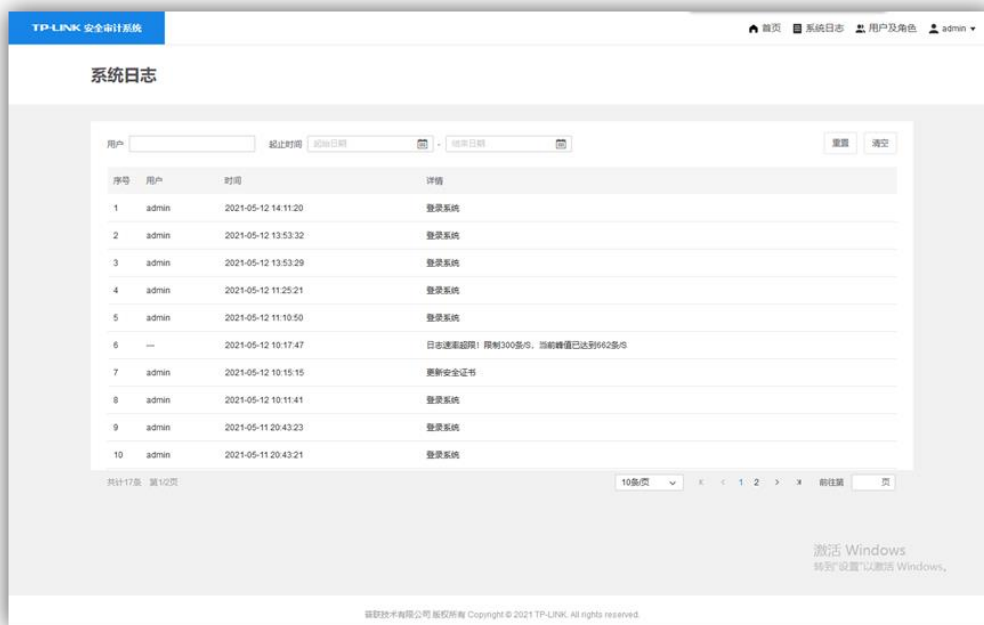 TP-LINK 安全审计系统
首页 系统日志 用户及角色 admin
系统日志
用户 起止时间 起始日期 - 结束日期 重置 清空
序号 用户 时间 详情
1 admin 2021-05-12 14:11:20 登录系统
2 admin 2021-05-12 13:53:32 登录系统
3 admin 2021-05-12 13:53:29 登录系统
4 admin 2021-05-12 11:25:21 登录系统
5 admin 2021-05-12 11:10:50 登录系统
6 --- 2021-05-12 10:17:47 日志速率超限！限制300条/S，当前峰值已达到662条/S
7 admin 2021-05-12 10:15:15 更新安全证书
8 admin 2021-05-12 10:11:41 登录系统
9 admin 2021-05-11 20:43:23 登录系统
10 admin 2021-05-11 20:43:21 登录系统
共计17条 第1/2页 10条/页 1 2 前往第 页
激活 Windows
转到"设置"以激活 Windows。
普联技术有限公司 版权所有 Copyright © 2021 TP-LINK. All rights reserved.